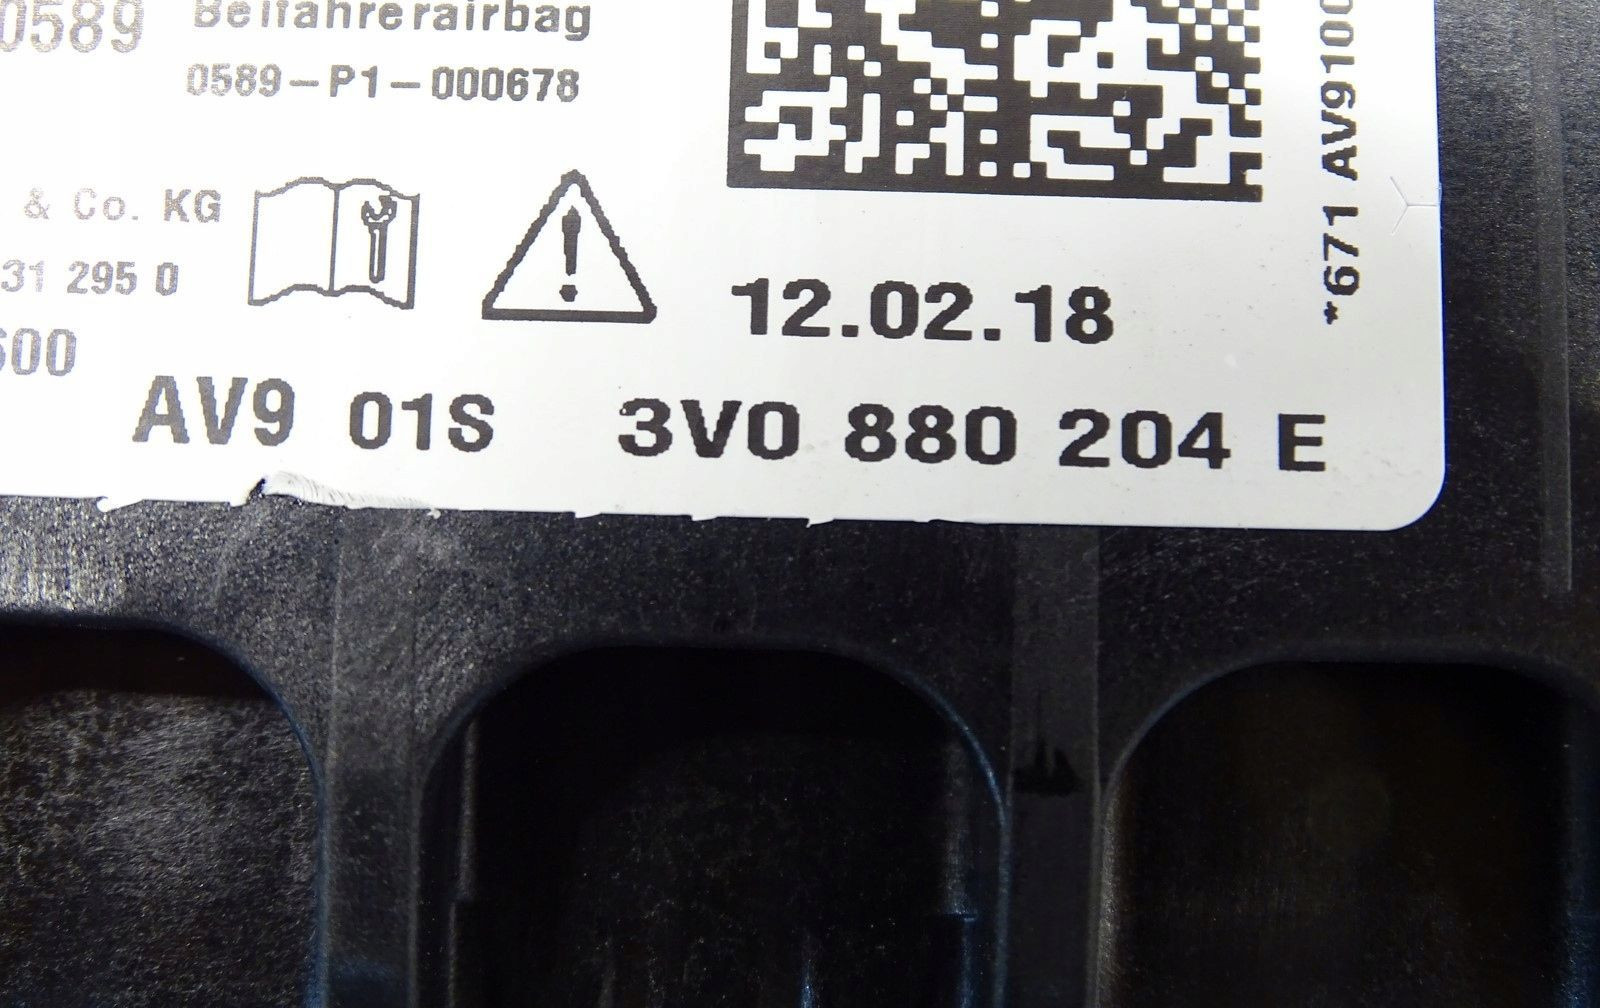 0589 Beifahrerairbag
0589-P1-000678
& Co. KG
31 295 0
600
12.02.18
AV9 01S 3V0 880 204 E
*671 AV9100